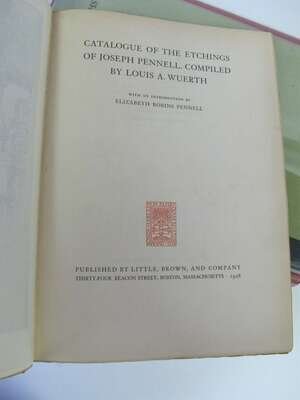 CATALOGUE OF THE ETCHINGS
OF JOSEPH PENNELL. COMPILED
BY LOUIS A. WUERTH
WITH AN INTRODUCTION BY
ELIZABETH ROBINS PENNELL
PUBLISHED BY LITTLE, BROWN, AND COMPANY
THIRTY-FOUR BEACON STREET, BOSTON, MASSACHUSETTS · 1928